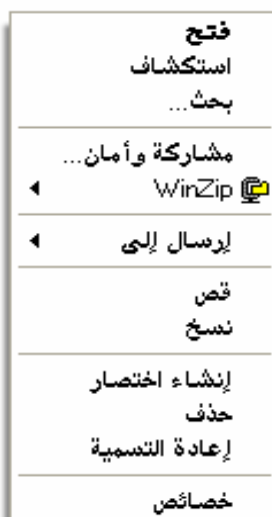 فتح
استكشاف
بحث...
مشاركة وأمان...
WinZip
إرسال إلى
قص
نسخ
إنشاء اختصار
حذف
إعادة التسمية
خصائص